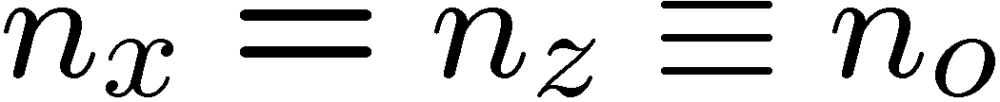 n_x = n_z ≡ n_o